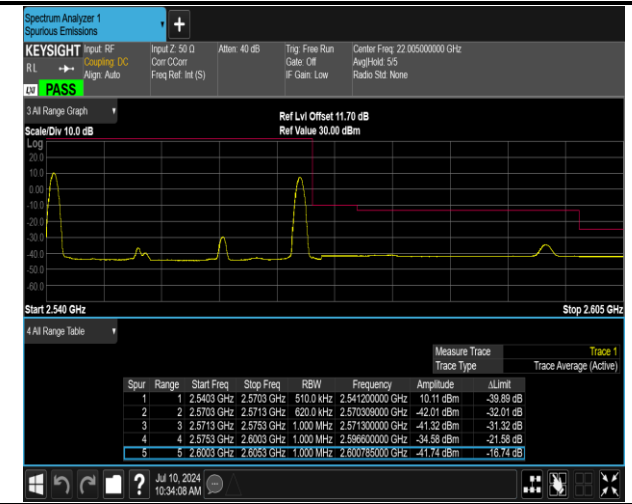 Spectrum Analyzer 1
Spurious Emissions
+
KEYSIGHT Input: RF Input Z: 50 Ω Atten: 40 dB Trig: Free Run Center Freq: 22.005000000 GHz
RL Coupling: DC Corr CCorr Gate: Off Avg|Hold: 5/5
Align: Auto Freq Ref: Int (S) IF Gain: Low Radio Std: None
LXI PASS
3 All Range Graph
Ref Lvl Offset 11.70 dB
Scale/Div 10.0 dB Ref Value 30.00 dBm
Log
20.0
10.0
0.00
-10.0
-20.0
-30.0
-40.0
-50.0
-60.0
Start 2.540 GHz Stop 2.605 GHz
4 All Range Table
Measure Trace Trace 1
Trace Type Trace Average (Active)
Spur Range Start Freq Stop Freq RBW Frequency Amplitude ΔLimit
1 1 2.5403 GHz 2.5703 GHz 510.0 kHz 2.541200000 GHz 10.11 dBm -39.89 dB
2 2 2.5703 GHz 2.5713 GHz 620.0 kHz 2.570309000 GHz -42.01 dBm -32.01 dB
3 3 2.5713 GHz 2.5753 GHz 1.000 MHz 2.571300000 GHz -41.32 dBm -31.32 dB
4 4 2.5753 GHz 2.6003 GHz 1.000 MHz 2.596600000 GHz -34.58 dBm -21.58 dB
5 5 2.6003 GHz 2.6053 GHz 1.000 MHz 2.600785000 GHz -41.74 dBm -16.74 dB
? Jul 10, 2024
10:34:08 AM